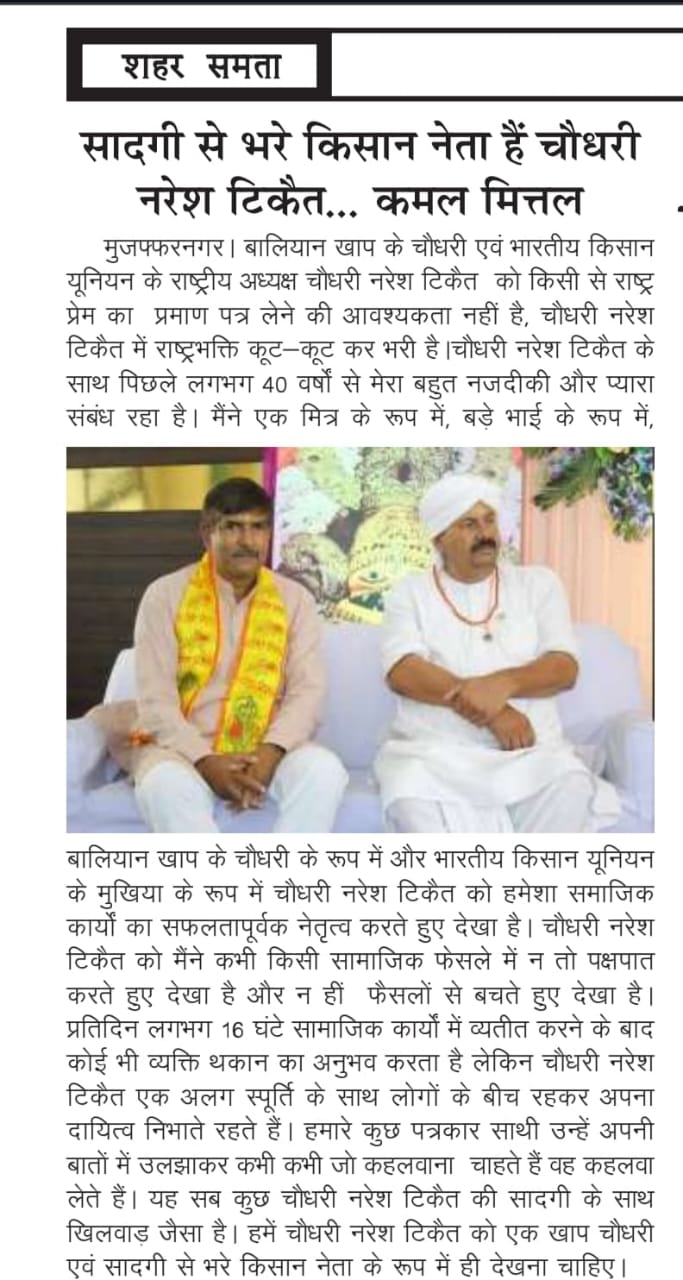 शहर समता
सादगी से भरे किसान नेता हैं चौधरी
नरेश टिकैत... कमल मित्तल
मुजफ्फरनगर। बालियान खाप के चौधरी एवं भारतीय किसान
यूनियन के राष्ट्रीय अध्यक्ष चौधरी नरेश टिकैत को किसी से राष्ट्र
प्रेम का प्रमाण पत्र लेने की आवश्यकता नहीं है, चौधरी नरेश
टिकैत में राष्ट्रभक्ति कूट–कूट कर भरी है।चौधरी नरेश टिकैत के
साथ पिछले लगभग 40 वर्षों से मेरा बहुत नजदीकी और प्यारा
संबंध रहा है। मैंने एक मित्र के रूप में, बड़े भाई के रूप में,
बालियान खाप के चौधरी के रूप में और भारतीय किसान यूनियन
के मुखिया के रूप में चौधरी नरेश टिकैत को हमेशा समाजिक
कार्यों का सफलतापूर्वक नेतृत्व करते हुए देखा है। चौधरी नरेश
टिकैत को मैंने कभी किसी सामाजिक फेसले में न तो पक्षपात
करते हुए देखा है और न हीं फैसलों से बचते हुए देखा है।
प्रतिदिन लगभग 16 घंटे सामाजिक कार्यों में व्यतीत करने के बाद
कोई भी व्यक्ति थकान का अनुभव करता है लेकिन चौधरी नरेश
टिकैत एक अलग स्पूर्ति के साथ लोगों के बीच रहकर अपना
दायित्व निभाते रहते हैं। हमारे कुछ पत्रकार साथी उन्हें अपनी
बातों में उलझाकर कभी कभी जो कहलवाना चाहते हैं वह कहलवा
लेते हैं। यह सब कुछ चौधरी नरेश टिकैत की सादगी के साथ
खिलवाड़ जैसा है। हमें चौधरी नरेश टिकैत को एक खाप चौधरी
एवं सादगी से भरे किसान नेता के रूप में ही देखना चाहिए।